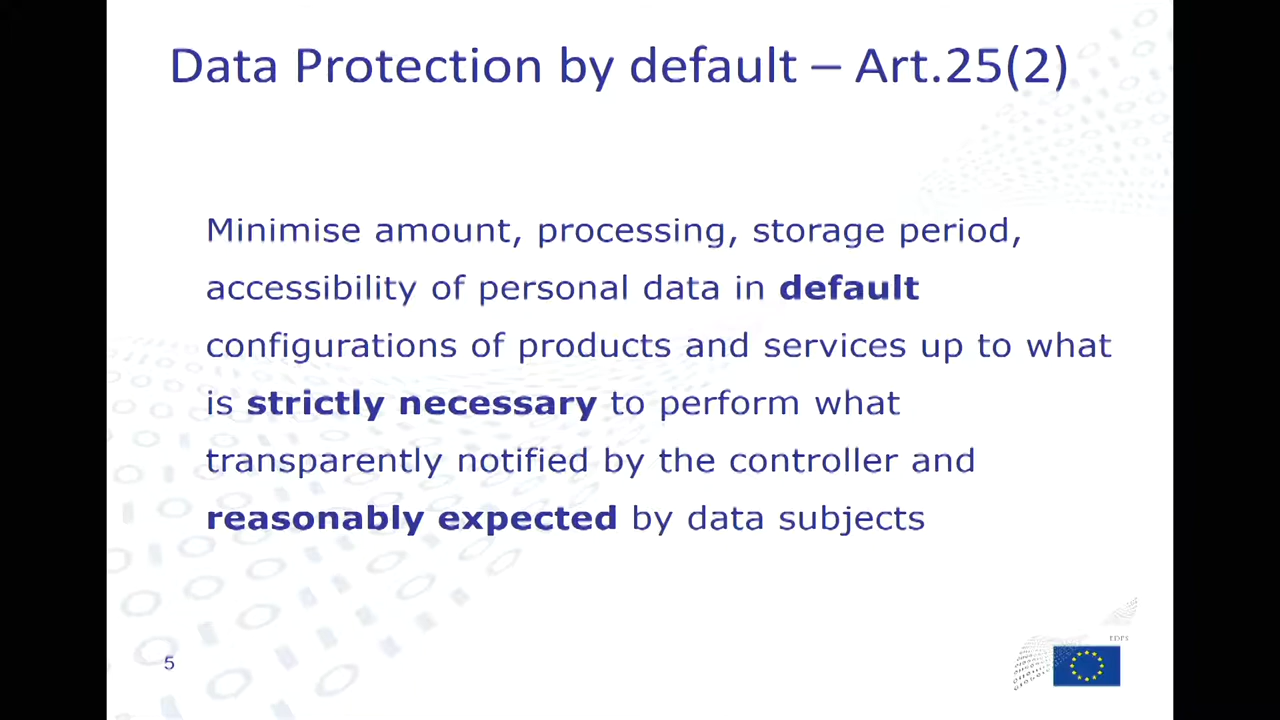 Data Protection by default – Art.25(2)
Minimise amount, processing, storage period,
accessibility of personal data in default
configurations of products and services up to what
is strictly necessary to perform what
transparently notified by the controller and
reasonably expected by data subjects
5
EDPS